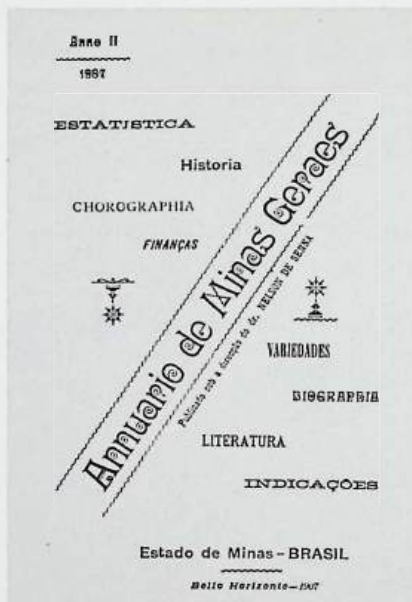 Anno II
1907
ESTATISTICA
Historia
CHOROGRAPHIA
FINANÇAS
Annuario de Minas Geraes
Publicado sob a direcção do dr. NELSON DE SENNA
VARIEDADES
BIOGRAPHIA
LITERATURA
INDICAÇÕES
Estado de Minas – BRASIL
Bello Horizonte—1907